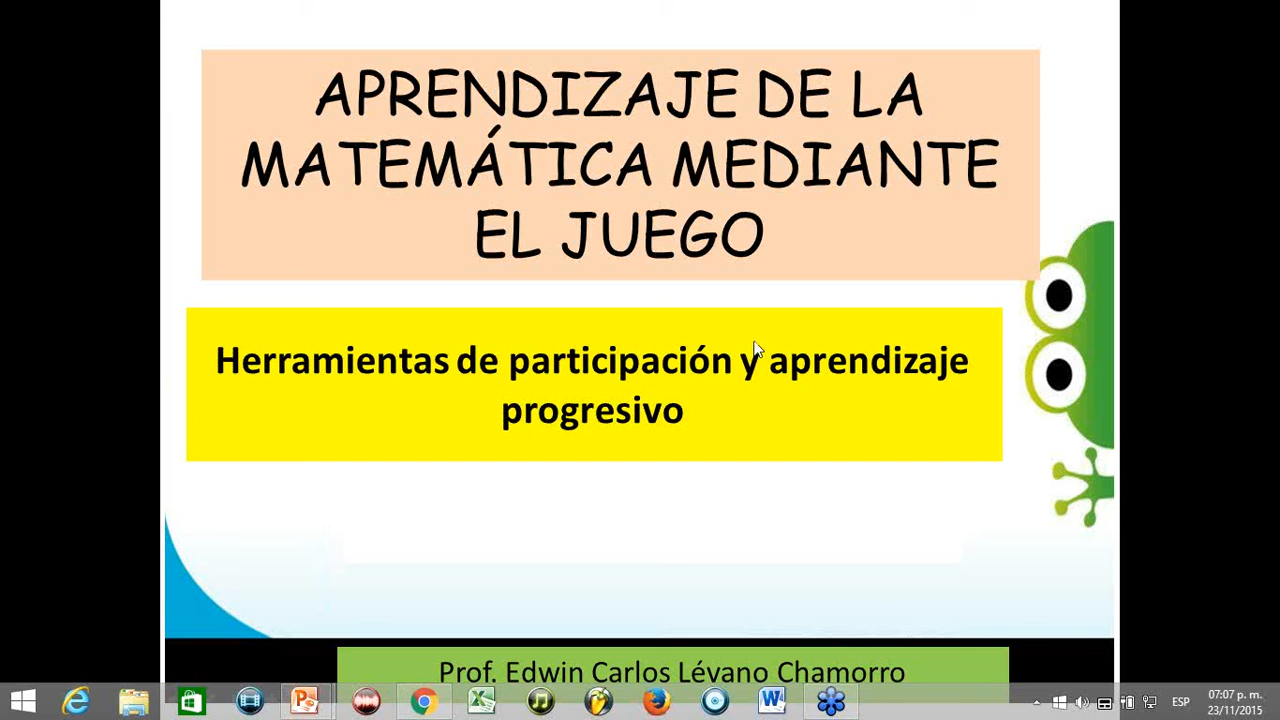 APRENDIZAJE DE LA
MATEMÁTICA MEDIANTE
EL JUEGO
Herramientas de participación y aprendizaje
progresivo
Prof. Edwin Carlos Lévano Chamorro
ESP
07:07 p. m.
23/11/2015